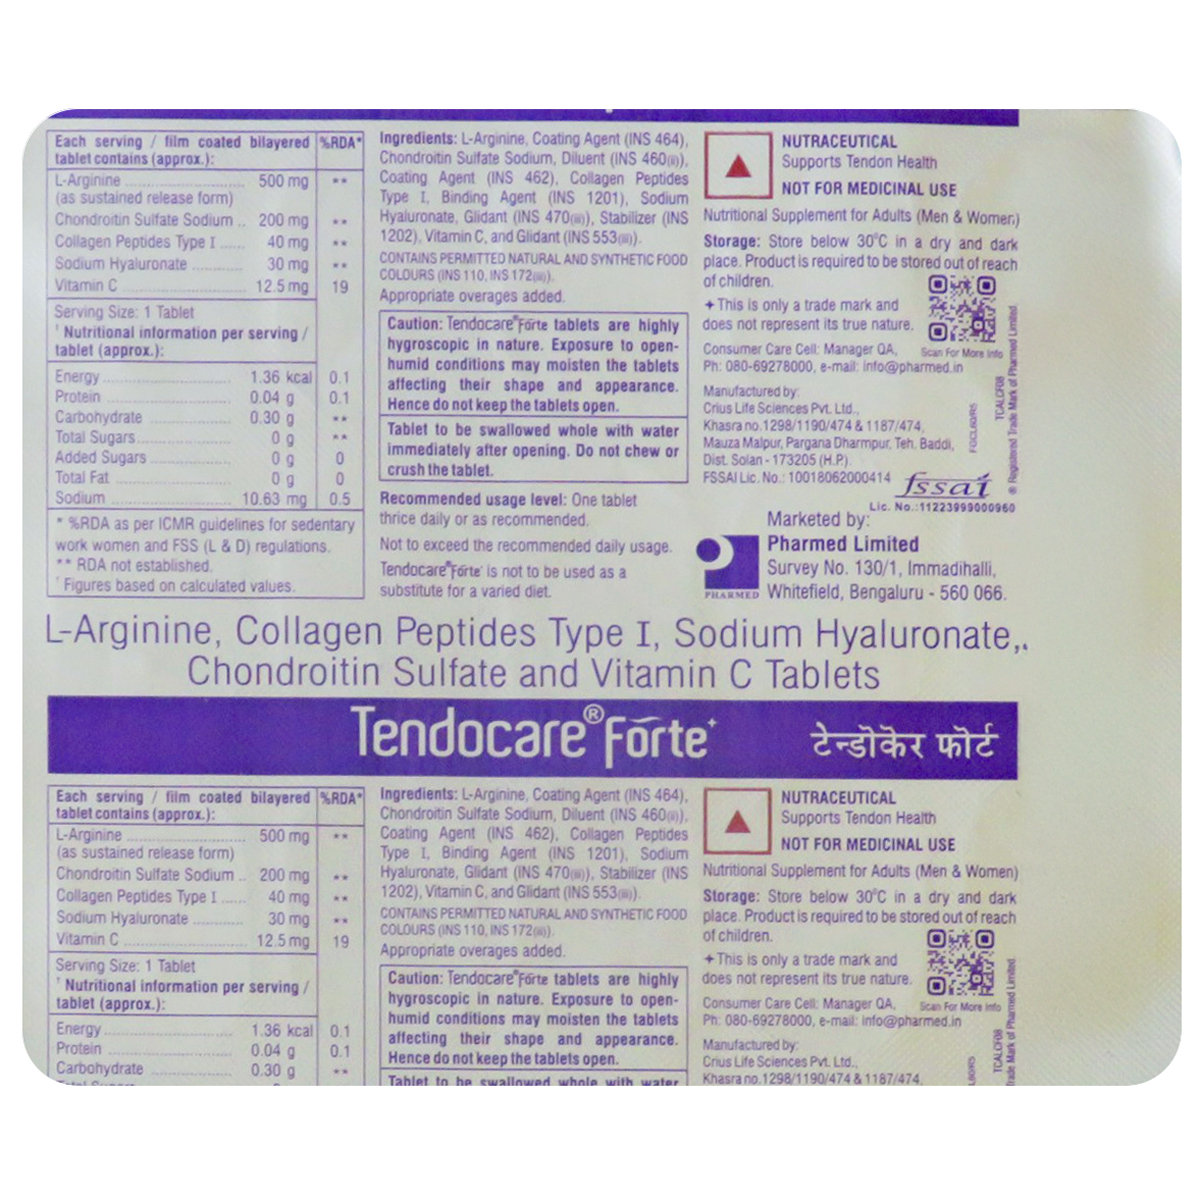 Each serving / film coated bilayered %RDA*
tablet contains (approx.):
L-Arginine ........ 500 mg **
(as sustained release form)
Chondroitin Sulfate Sodium .. 200 mg **
Collagen Peptides Type I ...... 40 mg **
Sodium Hyaluronate ............ 30 mg **
Vitamin C ........ 12.5 mg 19
Serving Size: 1 Tablet
† Nutritional information per serving /
tablet (approx.):
Energy ........ 1.36 kcal 0.1
Protein ........ 0.04 g 0.1
Carbohydrate ........ 0.30 g **
Total Sugars ........ 0 g **
Added Sugars ........ 0 g 0
Total Fat ........ 0 g 0
Sodium ........ 10.63 mg 0.5
* %RDA as per ICMR guidelines for sedentary
work women and FSS (L & D) regulations.
** RDA not established.
† Figures based on calculated values.
Ingredients: L-Arginine, Coating Agent (INS 464),
Chondroitin Sulfate Sodium, Diluent (INS 460(ii)),
Coating Agent (INS 462), Collagen Peptides
Type I, Binding Agent (INS 1201), Sodium
Hyaluronate, Glidant (INS 470(iii)), Stabilizer (INS
1202), Vitamin C, and Glidant (INS 553(iii)).
CONTAINS PERMITTED NATURAL AND SYNTHETIC FOOD
COLOURS (INS 110, INS 172(iii)).
Appropriate overages added.
Caution: Tendocare® Forte tablets are highly
hygroscopic in nature. Exposure to open-
humid conditions may moisten the tablets
affecting their shape and appearance.
Hence do not keep the tablets open.
Tablet to be swallowed whole with water
immediately after opening. Do not chew or
crush the tablet.
Recommended usage level: One tablet
thrice daily or as recommended.
Not to exceed the recommended daily usage.
Tendocare® Forte+ is not to be used as a
substitute for a varied diet.
NUTRACEUTICAL
Supports Tendon Health
NOT FOR MEDICINAL USE
Nutritional Supplement for Adults (Men & Women)
Storage: Store below 30°C in a dry and dark
place. Product is required to be stored out of reach
of children.
+This is only a trade mark and
does not represent its true nature.
Scan For More Info
Consumer Care Cell: Manager QA,
Ph: 080-69278000, e-mail: info@pharmed.in
Manufactured by:
Crius Life Sciences Pvt. Ltd.,
Khasra no.1298/1190/474 & 1187/474,
Mauza Malpur, Pargana Dharmpur, Teh. Baddi,
Dist. Solan - 173205 (H.P.).
FSSAI Lic. No.: 10018062000414
fssai
Lic. No.:11223999000960
TCALCF08
® Registered Trade Mark of Pharmed Limited
Marketed by:
Pharmed Limited
Survey No. 130/1, Immadihalli,
Whitefield, Bengaluru - 560 066.
PHARMED
L-Arginine, Collagen Peptides Type I, Sodium Hyaluronate,
Chondroitin Sulfate and Vitamin C Tablets
Tendocare® Forte+ टेन्डोकेर फोर्ट
Each serving / film coated bilayered %RDA*
tablet contains (approx.):
L-Arginine ........ 500 mg **
(as sustained release form)
Chondroitin Sulfate Sodium .. 200 mg **
Collagen Peptides Type I ...... 40 mg **
Sodium Hyaluronate ............ 30 mg **
Vitamin C ........ 12.5 mg 19
Serving Size: 1 Tablet
† Nutritional information per serving /
tablet (approx.):
Energy ........ 1.36 kcal 0.1
Protein ........ 0.04 g 0.1
Carbohydrate ........ 0.30 g **
Ingredients: L-Arginine, Coating Agent (INS 464),
Chondroitin Sulfate Sodium, Diluent (INS 460(ii)),
Coating Agent (INS 462), Collagen Peptides
Type I, Binding Agent (INS 1201), Sodium
Hyaluronate, Glidant (INS 470(iii)), Stabilizer (INS
1202), Vitamin C, and Glidant (INS 553(iii)).
CONTAINS PERMITTED NATURAL AND SYNTHETIC FOOD
COLOURS (INS 110, INS 172(iii)).
Appropriate overages added.
Caution: Tendocare® Forte tablets are highly
hygroscopic in nature. Exposure to open-
humid conditions may moisten the tablets
affecting their shape and appearance.
Hence do not keep the tablets open.
Tablet to be swallowed whole with water
NUTRACEUTICAL
Supports Tendon Health
NOT FOR MEDICINAL USE
Nutritional Supplement for Adults (Men & Women)
Storage: Store below 30°C in a dry and dark
place. Product is required to be stored out of reach
of children.
+This is only a trade mark and
does not represent its true nature.
Scan For More Info
Consumer Care Cell: Manager QA,
Ph: 080-69278000, e-mail: info@pharmed.in
Manufactured by:
Crius Life Sciences Pvt. Ltd.,
Khasra no.1298/1190/474 & 1187/474,
TCALCF08
Trade Mark of Pharmed Limited